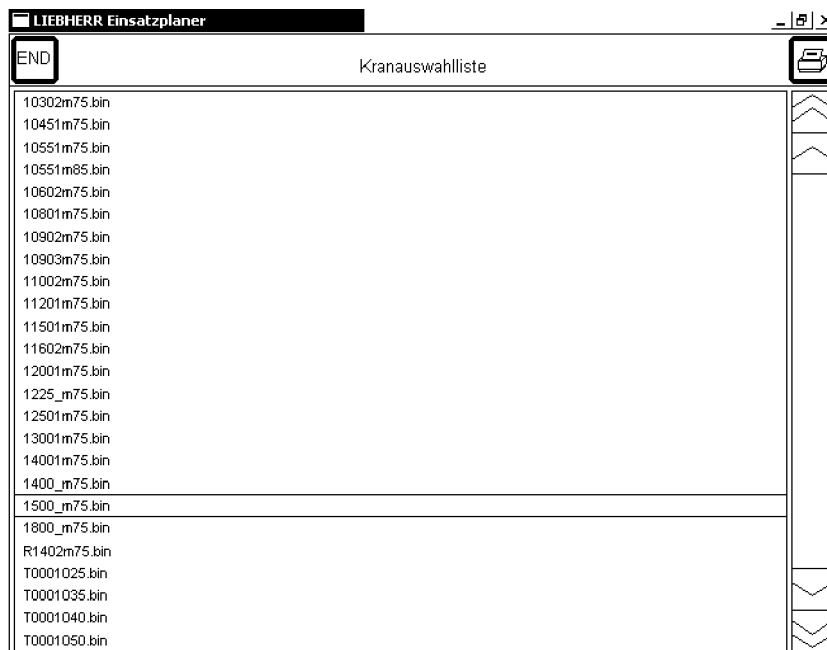 LIEBHERR Einsatzplaner
END
Kranauswahlliste
10302m75.bin
10451m75.bin
10551m75.bin
10551m85.bin
10602m75.bin
10801m75.bin
10902m75.bin
10903m75.bin
11002m75.bin
11201m75.bin
11501m75.bin
11602m75.bin
12001m75.bin
1225_m75.bin
12501m75.bin
13001m75.bin
14001m75.bin
1400_m75.bin
1500_m75.bin
1800_m75.bin
R1402m75.bin
T0001025.bin
T0001035.bin
T0001040.bin
T0001050.bin